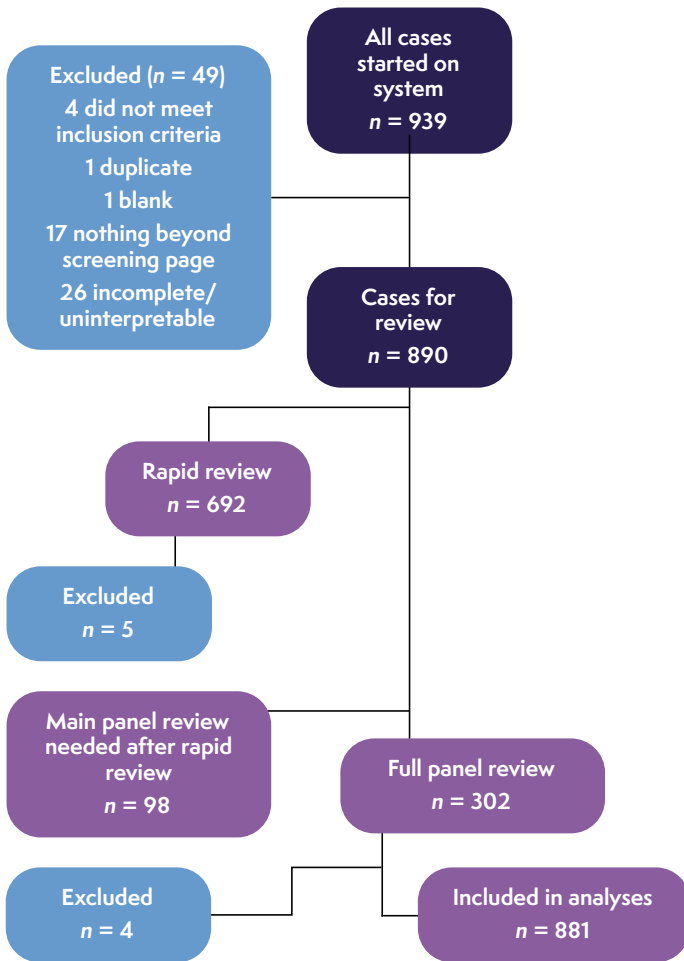 All cases
started on
system
n = 939
Excluded (n = 49)
4 did not meet
inclusion criteria
1 duplicate
1 blank
17 nothing beyond
screening page
26 incomplete/
uninterpretable
Cases for
review
n = 890
Rapid review
n = 692
Excluded
n = 5
Main panel review
needed after rapid
review
n = 98
Full panel review
n = 302
Excluded
n = 4
Included in analyses
n = 881